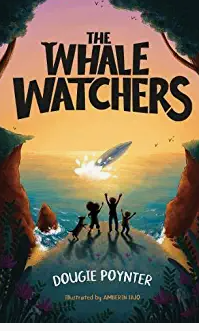 THE
WHALE
WATCHERS
DOUGIE POYNTER
Illustrated by AMBERIN HUQ